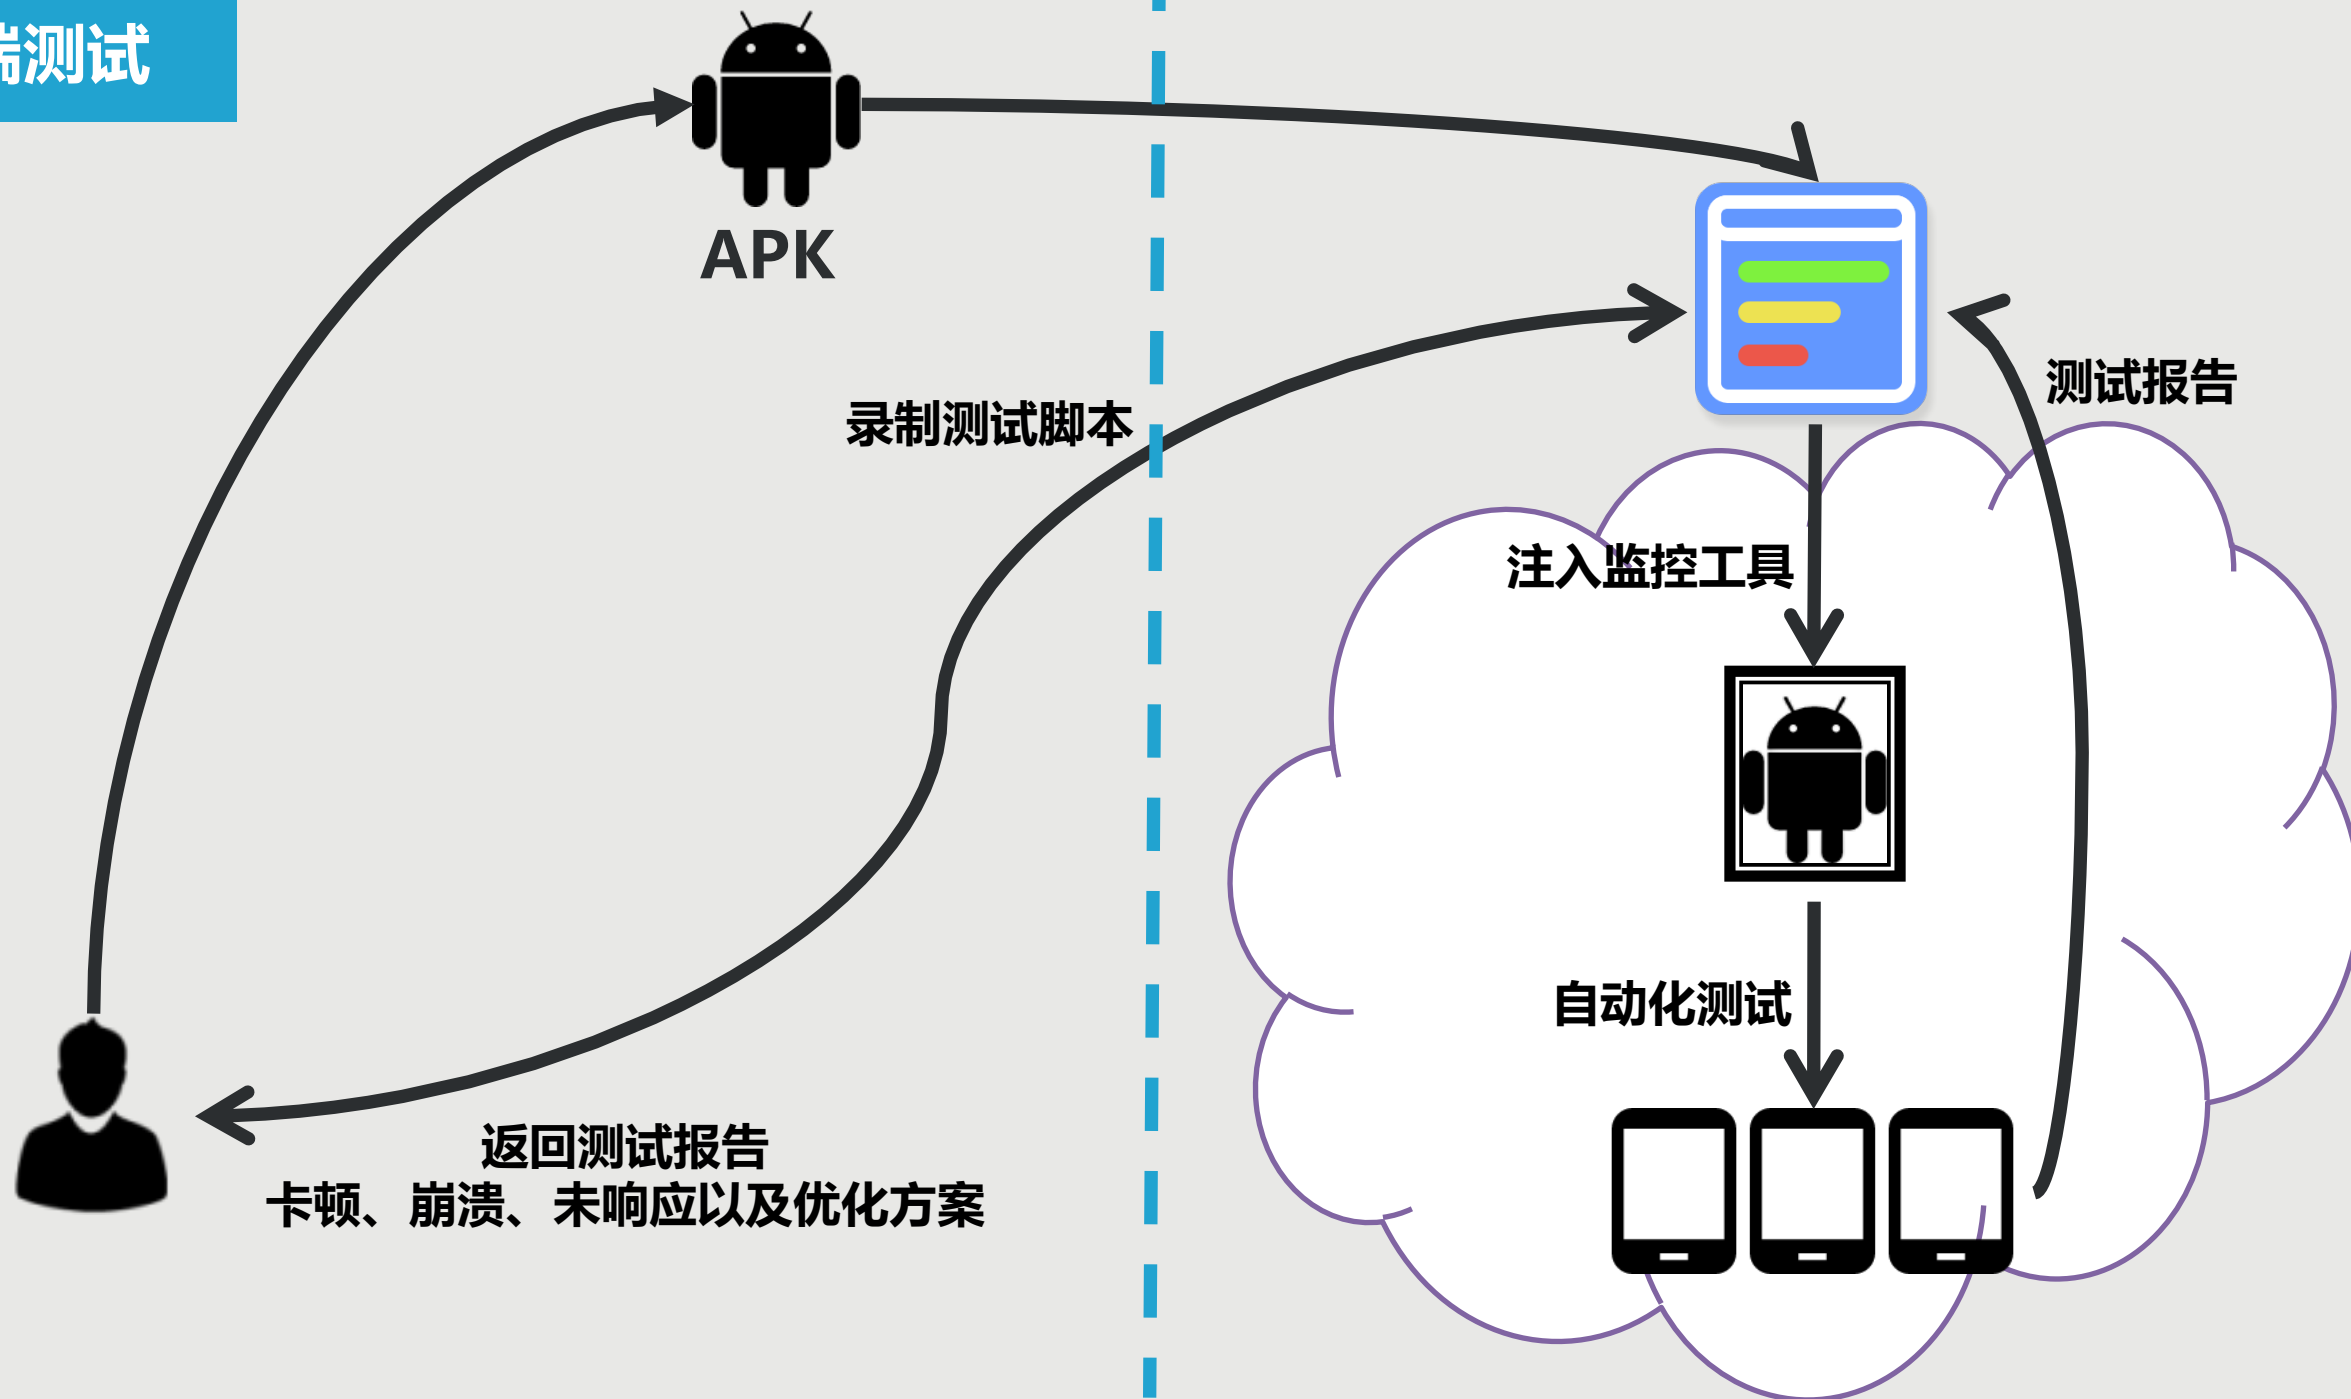 端测试
APK
录制测试脚本
测试报告
注入监控工具
自动化测试
返回测试报告
卡顿、崩溃、未响应以及优化方案